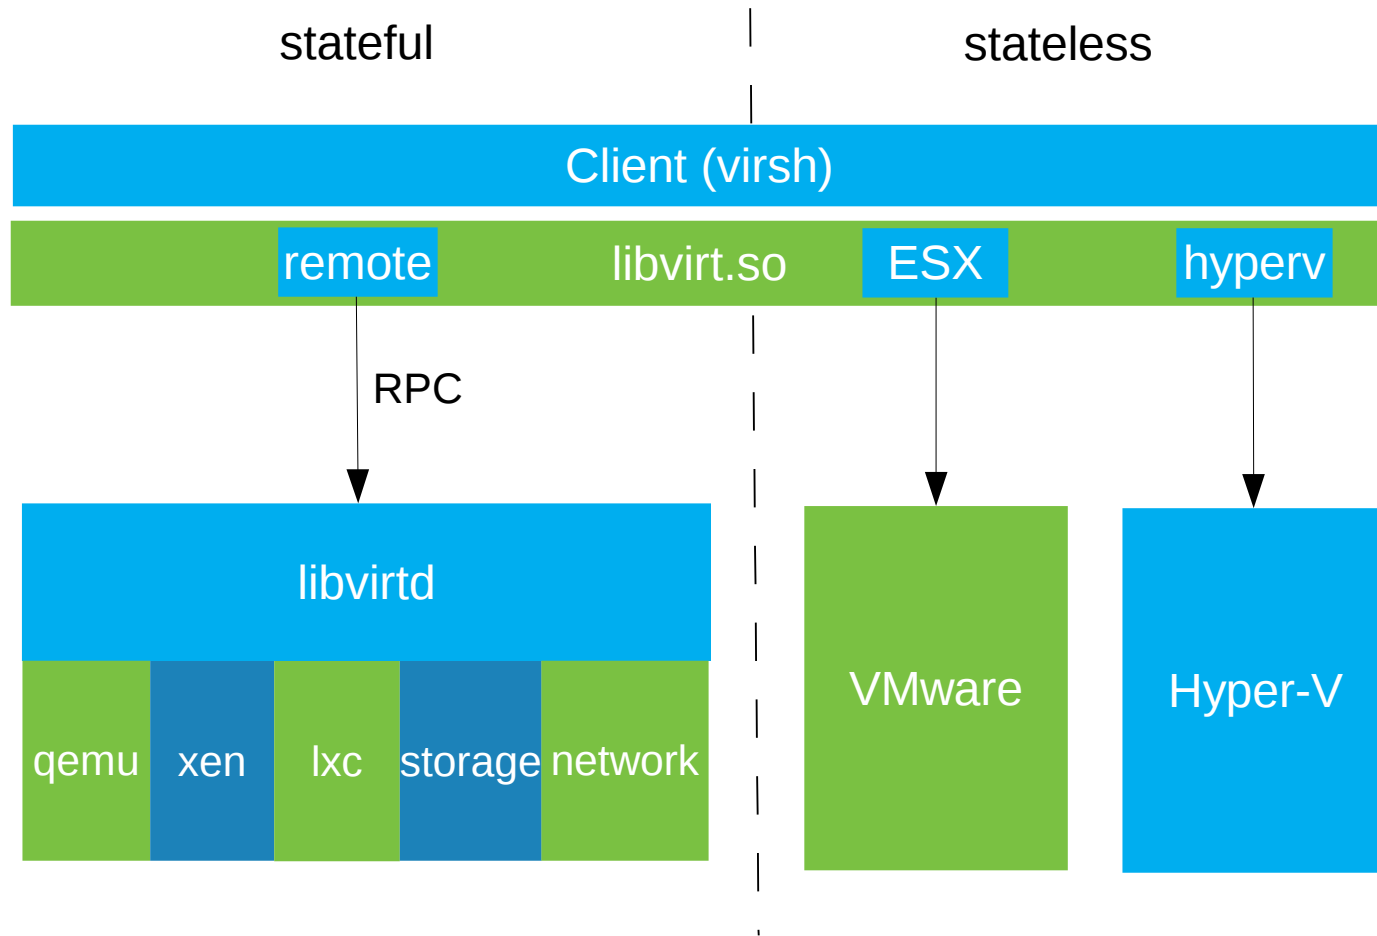 stateful
stateless
Client (virsh)
remote
libvirt.so
ESX
hyperv
RPC
libvirtd
VMware
Hyper-V
qemu
xen
lxc
storage
network